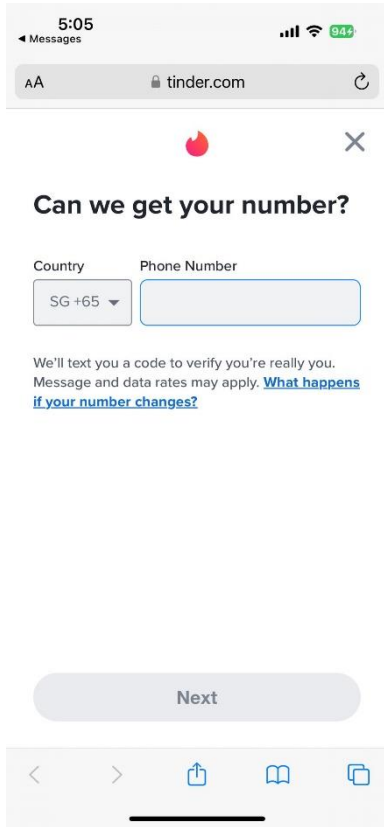 5:05
◀ Messages
94
AA
tinder.com
Can we get your number?
Country
Phone Number
SG +65
We'll text you a code to verify you're really you.
Message and data rates may apply. What happens
if your number changes?
Next